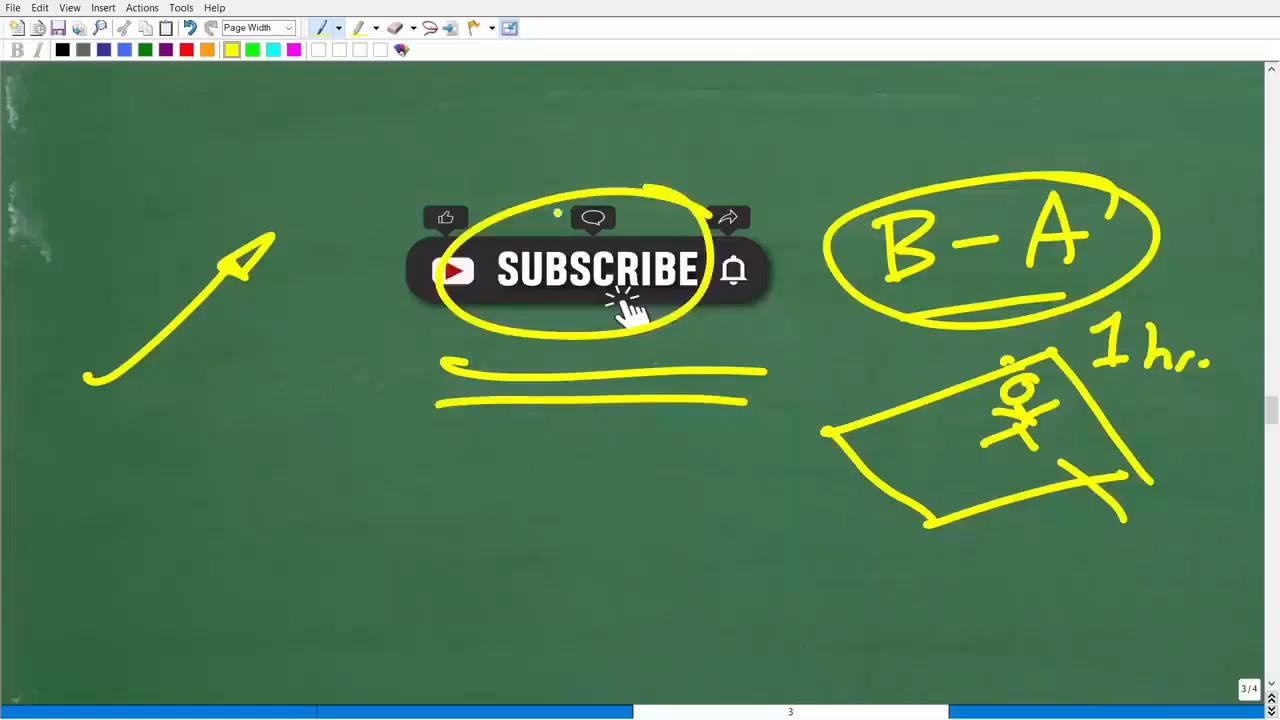 File Edit View Insert Actions Tools Help
Page Width
B I
SUBSCRIBE
B - A
1 hr.
3/4
3